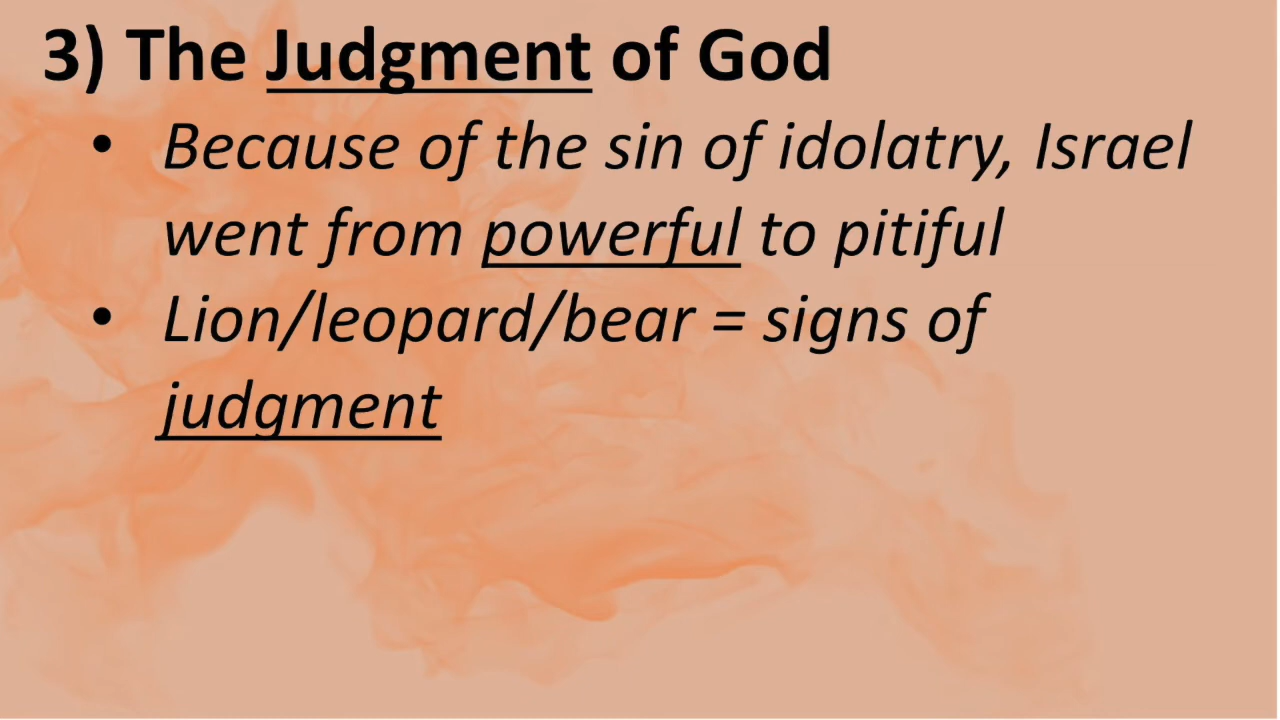 3) The Judgment of God
• Because of the sin of idolatry, Israel
went from powerful to pitiful
• Lion/leopard/bear = signs of
judgment